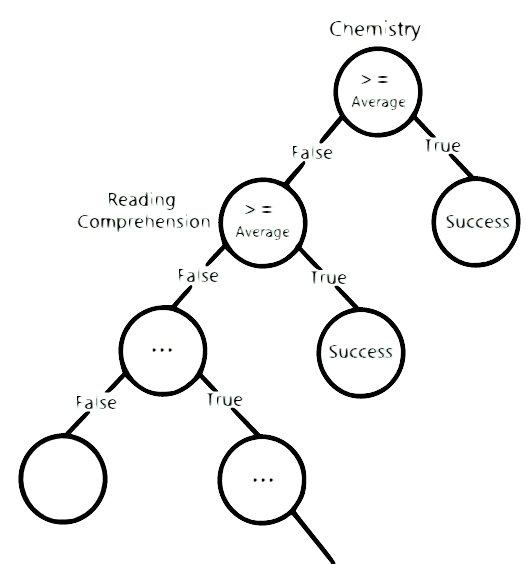 Chemistry
> =
Average
False
True
Reading
Comprehension
> =
Average
Success
False
True
...
Success
False
True
...